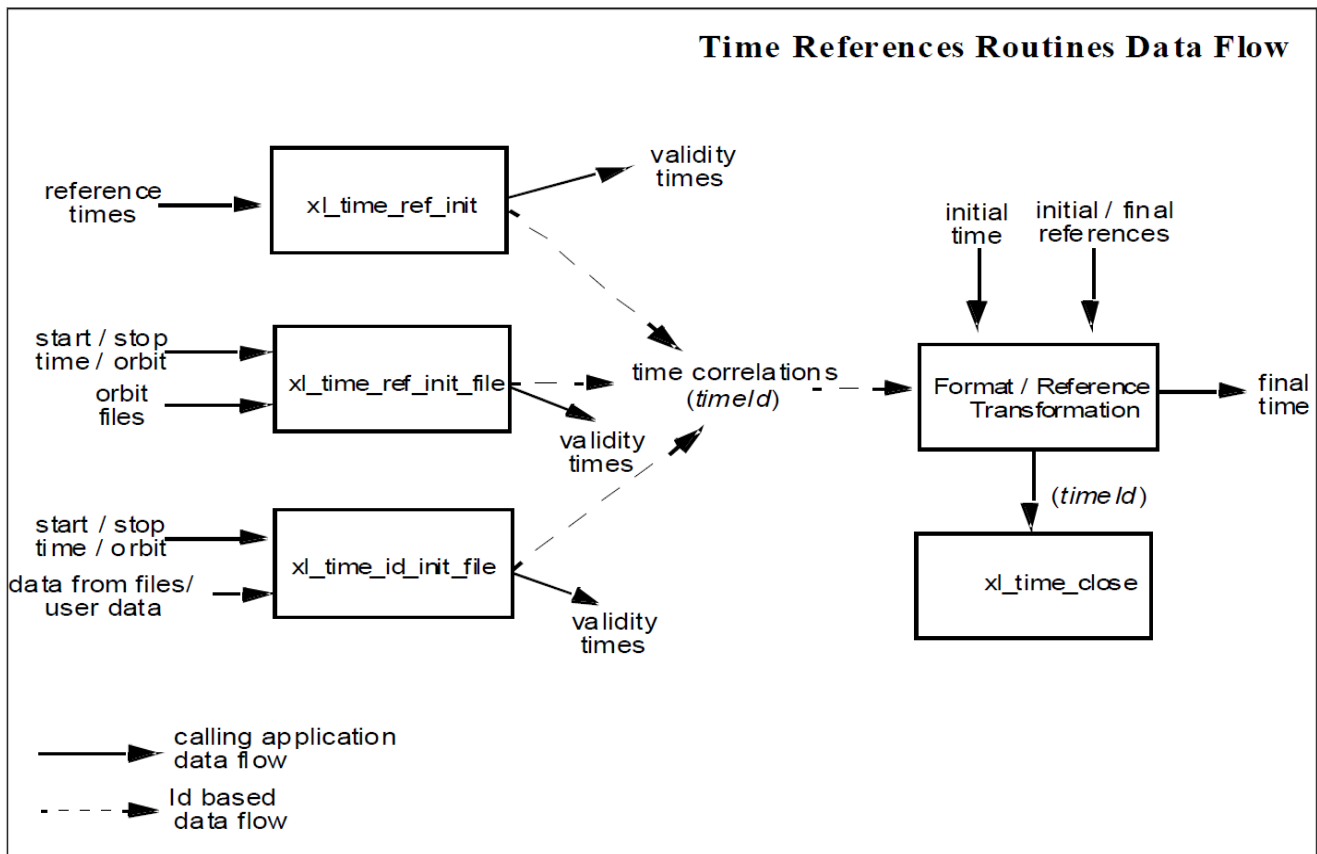 Time References Routines Data Flow
reference
times
xl_time_ref_init
validity
times
start / stop
time / orbit
orbit
files
xl_time_ref_init_file
validity
times
start / stop
time / orbit
data from files/
user data
xl_time_id_init_file
validity
times
time correlations
(timeId)
initial
time
initial / final
references
Format / Reference
Transformation
final
time
(timeId)
xl_time_close
calling application
data flow
Id based
data flow